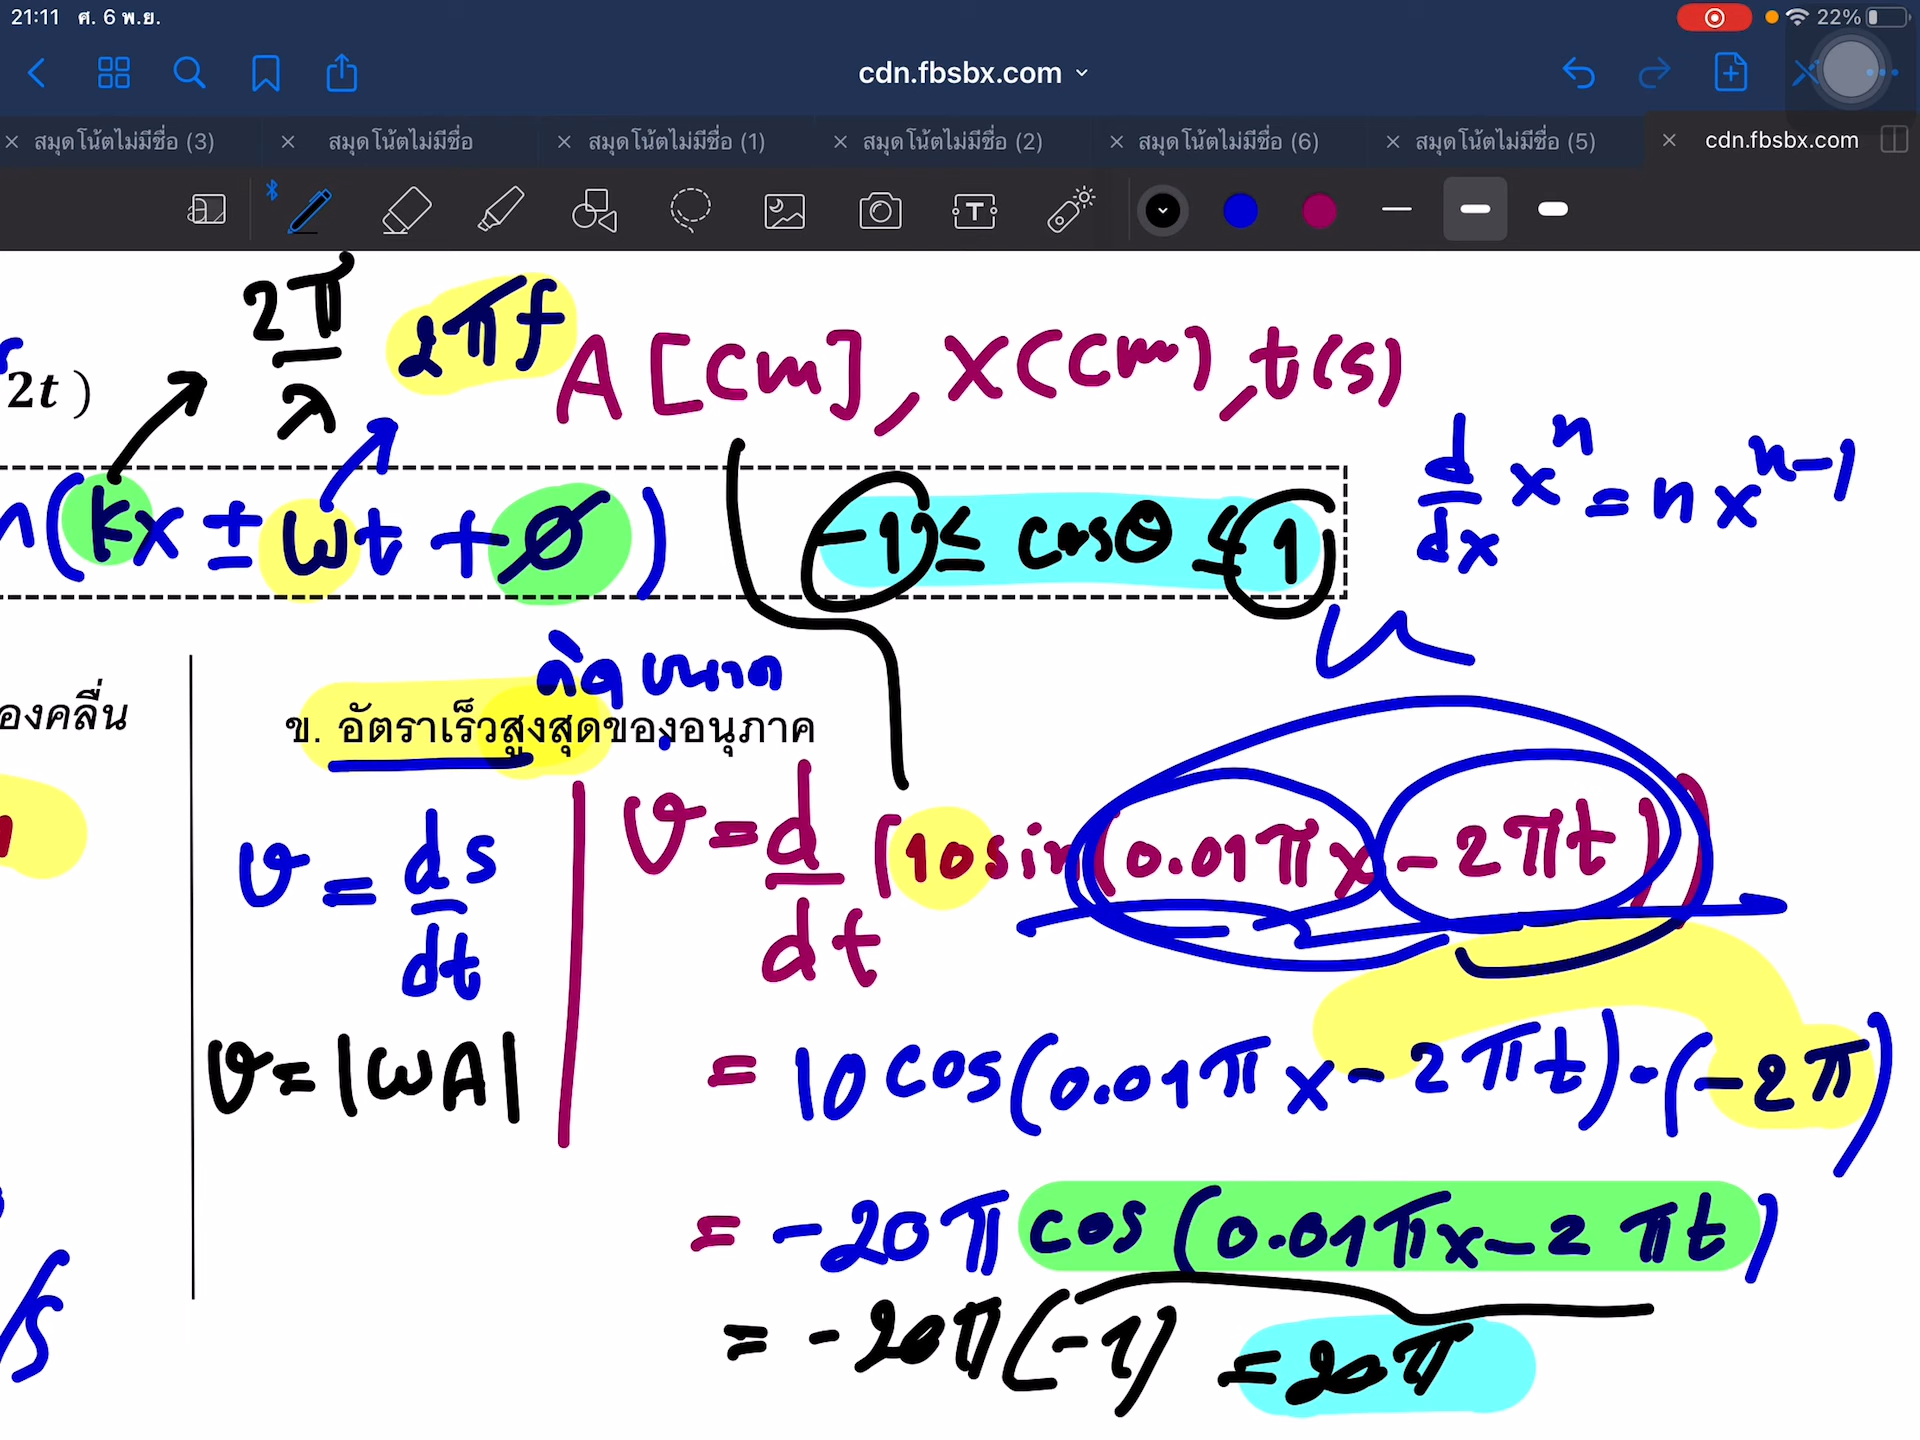 21:11 ศ. 6 พ.ย.
22%
cdn.fbsbx.com
สมุดโน้ตไม่มีชื่อ (3)
สมุดโน้ตไม่มีชื่อ
สมุดโน้ตไม่มีชื่อ (1)
สมุดโน้ตไม่มีชื่อ (2)
สมุดโน้ตไม่มีชื่อ (6)
สมุดโน้ตไม่มีชื่อ (5)
cdn.fbsbx.com
2π/λ
2πf
A[cm], x(cm), t(s)
2t )
n(kx ± ωt + ø)
-1 ≤ cosθ ≤ 1
d/dx xⁿ = nxⁿ⁻¹
คิดขนาด
องคลื่น
ข. อัตราเร็วสูงสุดของอนุภาค
v = ds/dt
v = |ωA|
v = d/dt (10sin(0.01πx - 2πt))
= 10cos(0.01πx - 2πt)·(-2π)
= -20π cos(0.01πx - 2πt)
= -20π(-1) = 20π
/s